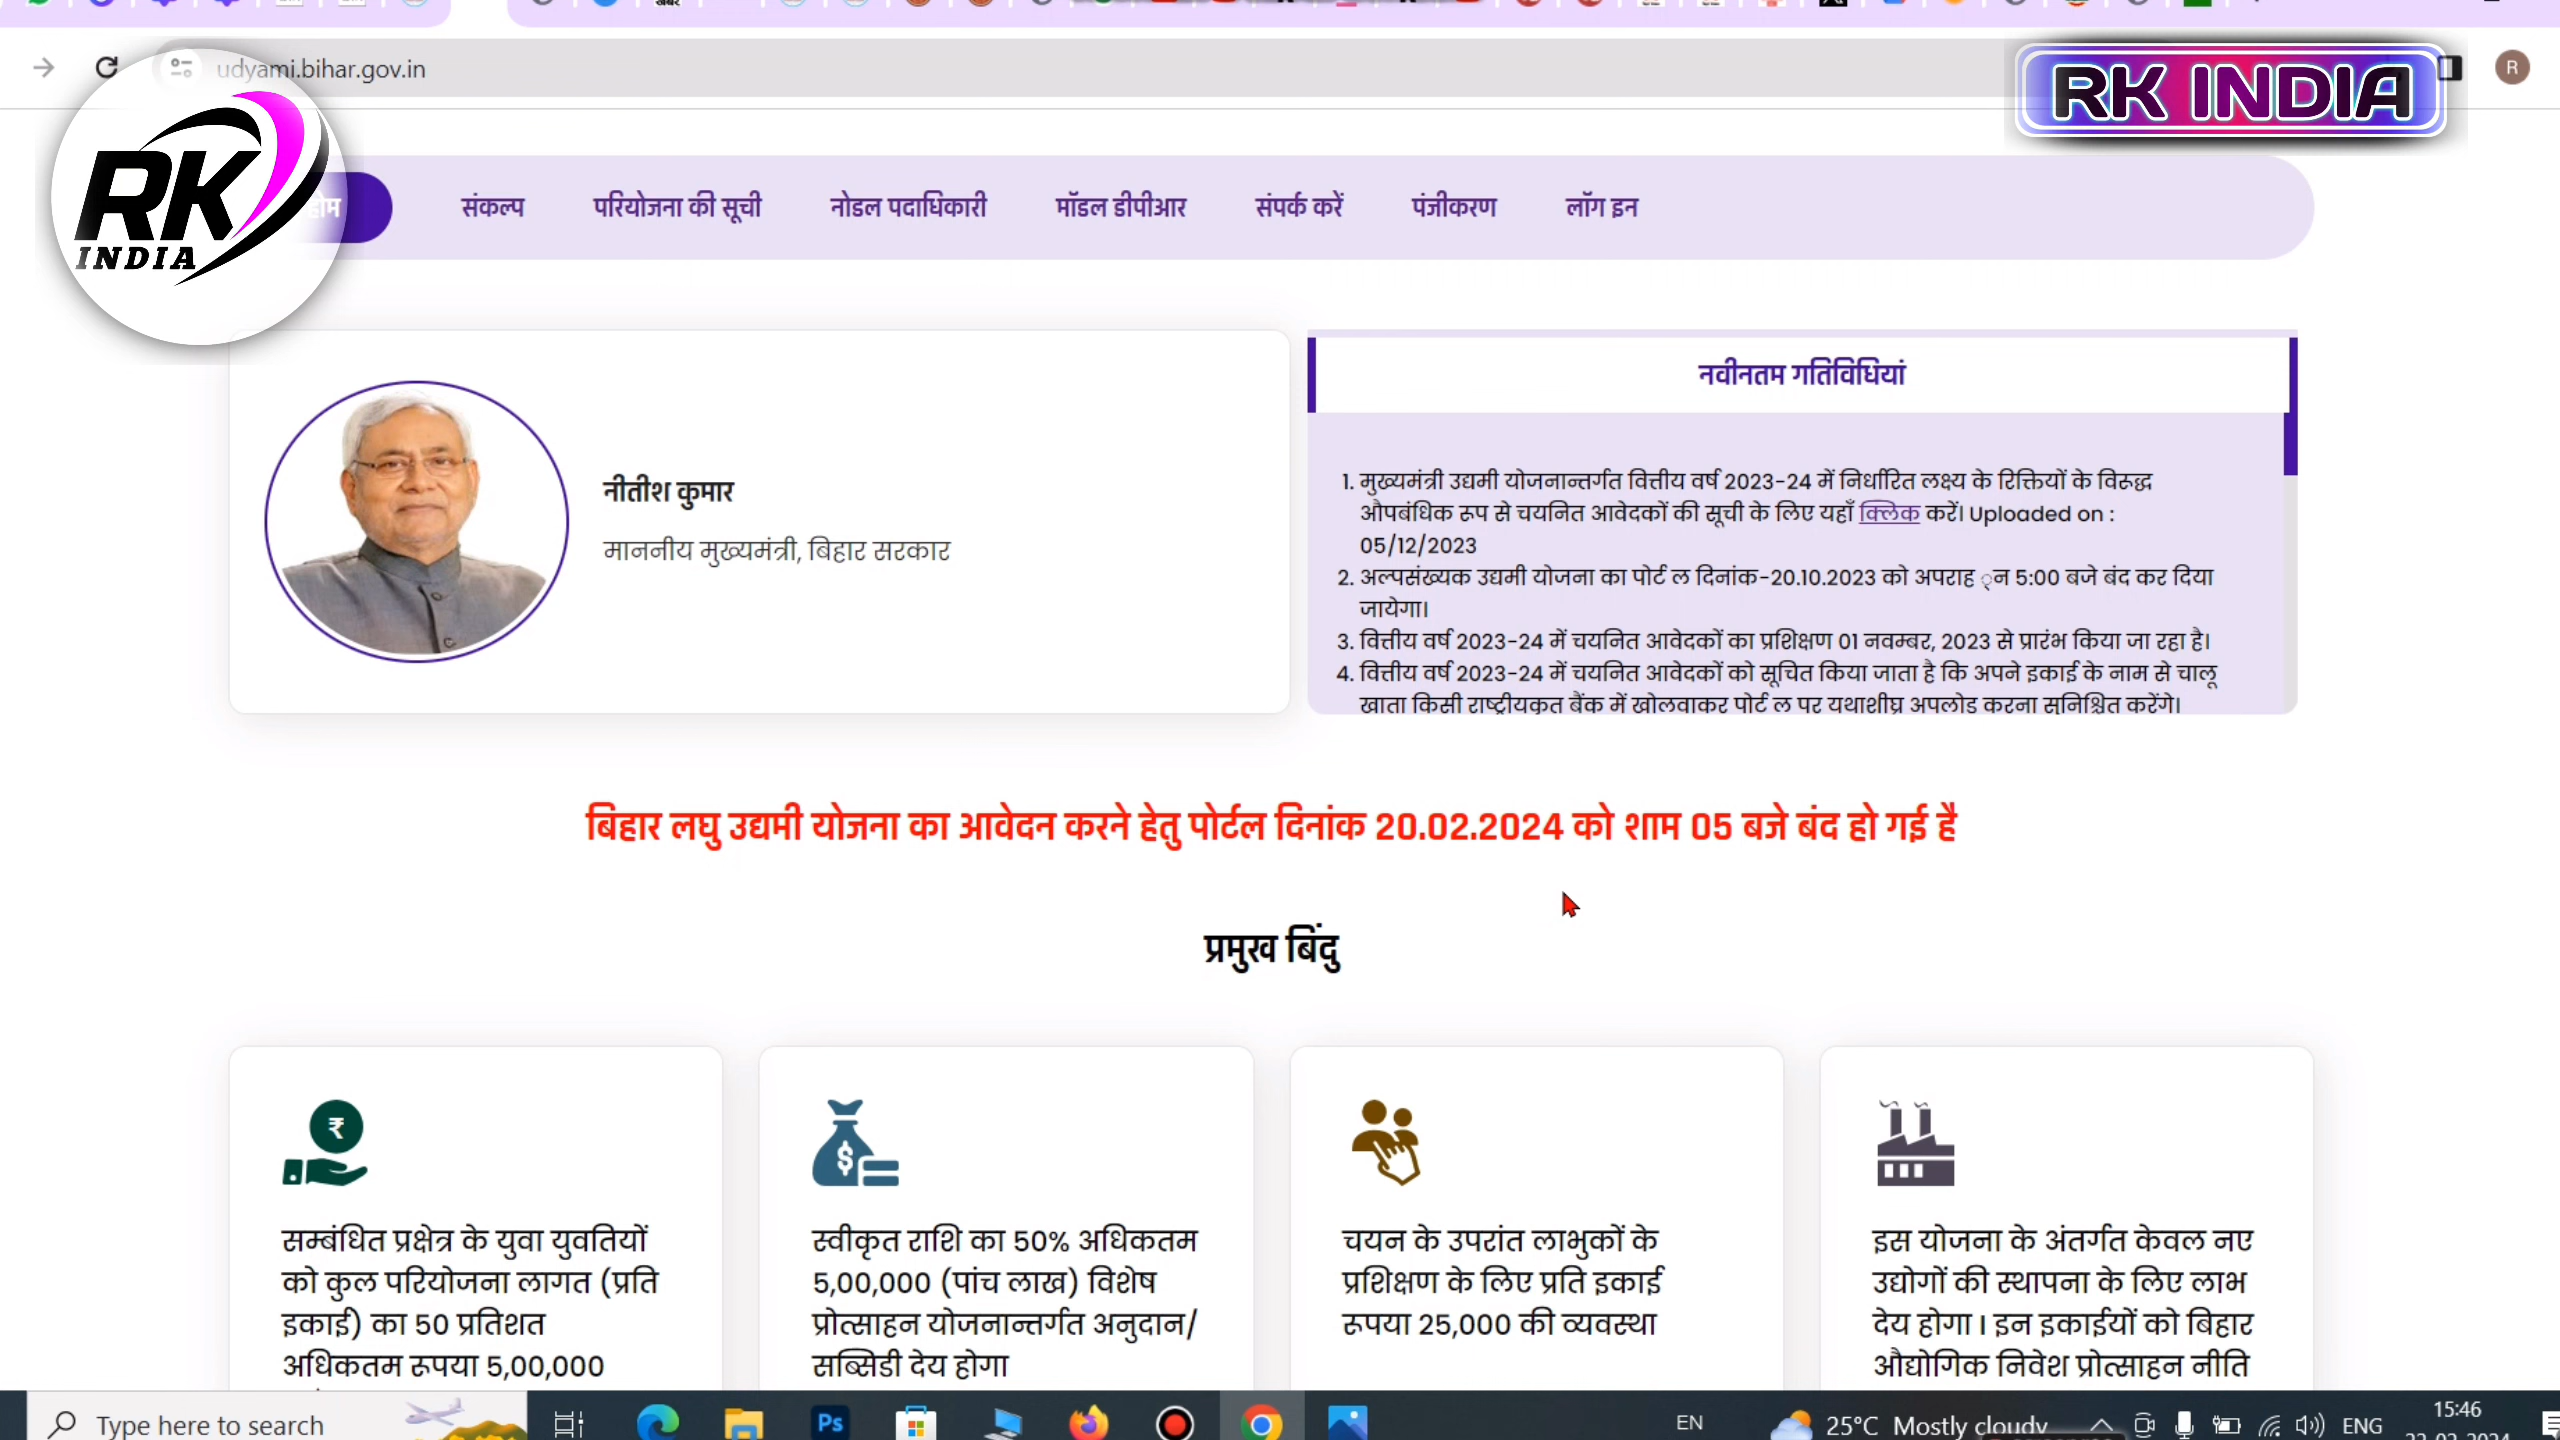 udyami.bihar.gov.in
RK INDIA
R
RK
INDIA
होम संकल्प परियोजना की सूची नोडल पदाधिकारी मॉडल डीपीआर संपर्क करें पंजीकरण लॉग इन
नीतीश कुमार
माननीय मुख्यमंत्री, बिहार सरकार
नवीनतम गतिविधियां
1. मुख्यमंत्री उद्यमी योजनान्तर्गत वित्तीय वर्ष 2023-24 में निर्धारित लक्ष्य के रिक्तियों के विरूद्ध
औपबंधिक रूप से चयनित आवेदकों की सूची के लिए यहाँ क्लिक करें। Uploaded on :
05/12/2023
2. अल्पसंख्यक उद्यमी योजना का पोर्ट ल दिनांक-20.10.2023 को अपराह ्न 5:00 बजे बंद कर दिया
जायेगा।
3. वित्तीय वर्ष 2023-24 में चयनित आवेदकों का प्रशिक्षण 01 नवम्बर, 2023 से प्रारंभ किया जा रहा है।
4. वित्तीय वर्ष 2023-24 में चयनित आवेदकों को सूचित किया जाता है कि अपने इकाई के नाम से चालू
खाता किसी राष्ट्रीयकृत बैंक में खोलवाकर पोर्ट ल पर यथाशीघ्र अपलोड करना सुनिश्चित करेंगे।
बिहार लघु उद्यमी योजना का आवेदन करने हेतु पोर्टल दिनांक 20.02.2024 को शाम 05 बजे बंद हो गई है
प्रमुख बिंदु
सम्बंधित प्रक्षेत्र के युवा युवतियों
को कुल परियोजना लागत (प्रति
इकाई) का 50 प्रतिशत
अधिकतम रूपया 5,00,000
स्वीकृत राशि का 50% अधिकतम
5,00,000 (पांच लाख) विशेष
प्रोत्साहन योजनान्तर्गत अनुदान/
सब्सिडी देय होगा
चयन के उपरांत लाभुकों के
प्रशिक्षण के लिए प्रति इकाई
रूपया 25,000 की व्यवस्था
इस योजना के अंतर्गत केवल नए
उद्योगों की स्थापना के लिए लाभ
देय होगा । इन इकाईयों को बिहार
औद्योगिक निवेश प्रोत्साहन नीति
Type here to search
Ps
EN
25°C Mostly cloudy
ENG
15:46